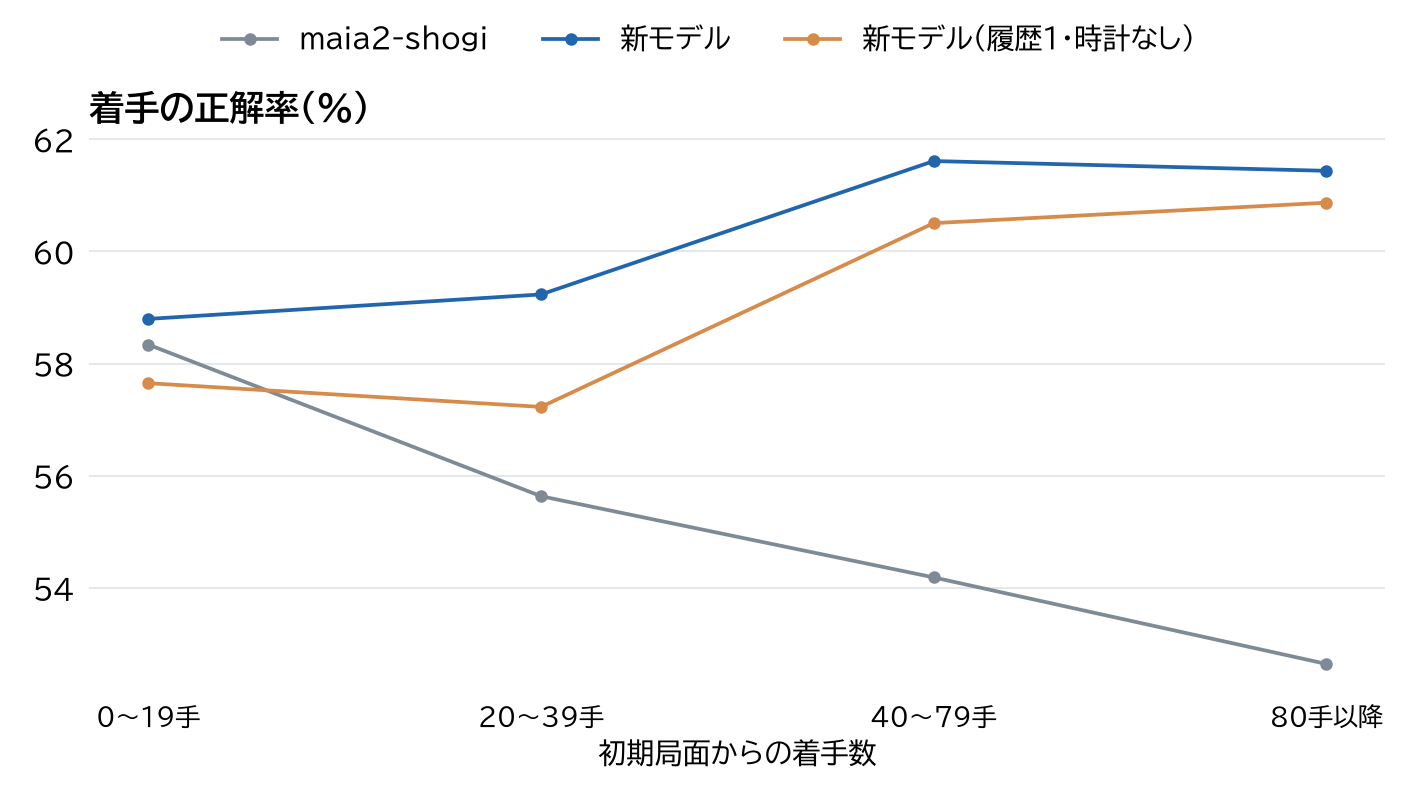 maia2-shogi 新モデル 新モデル(履歴1・時計なし)
着手の正解率(%)
62
60
58
56
54
0〜19手 20〜39手 40〜79手 80手以降
初期局面からの着手数